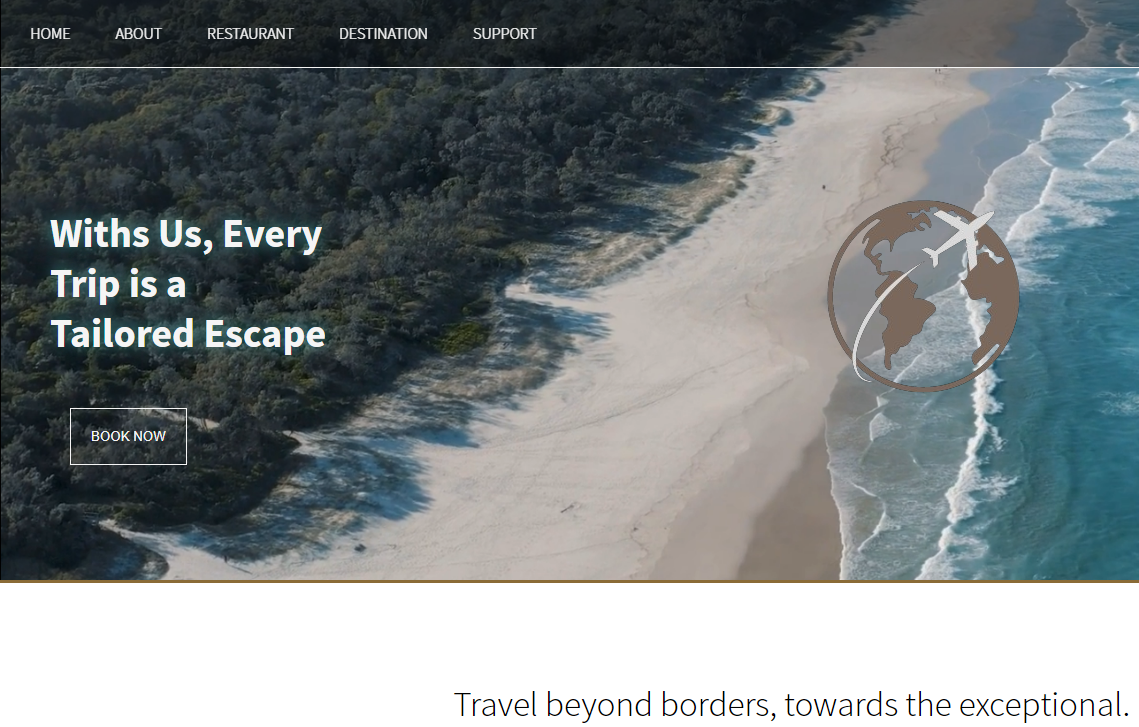 HOME ABOUT RESTAURANT DESTINATION SUPPORT
Withs Us, Every
Trip is a
Tailored Escape
BOOK NOW
Travel beyond borders, towards the exceptional.